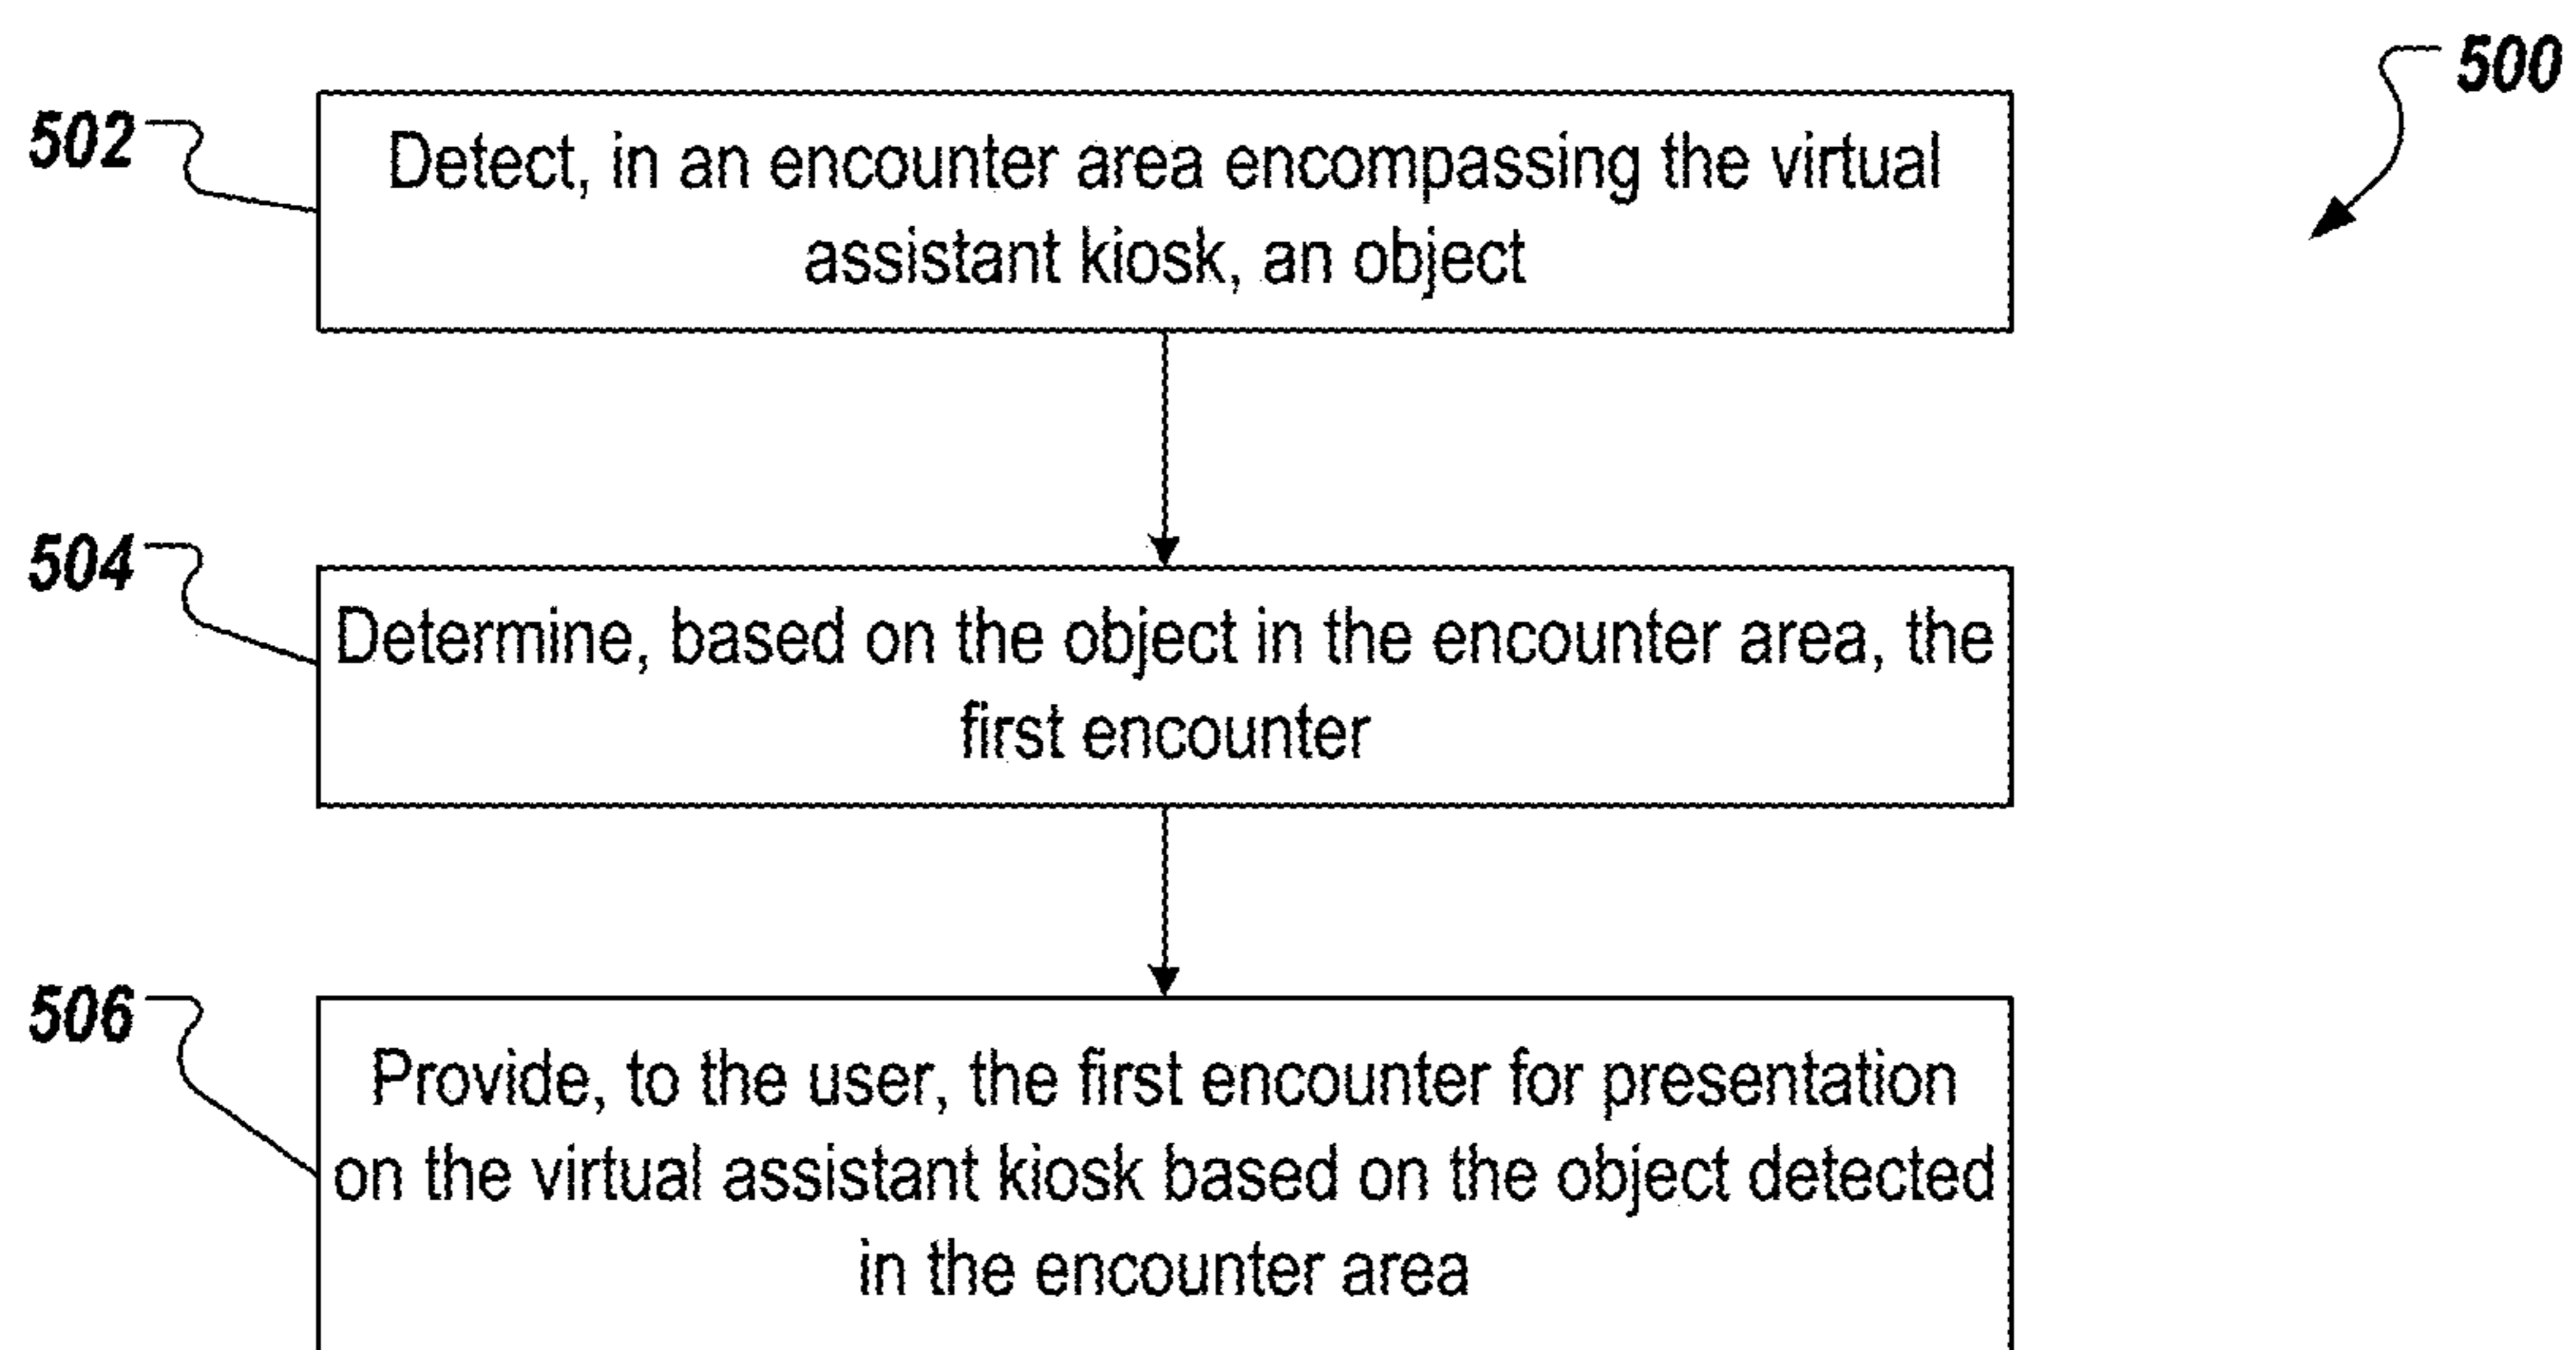 500
502
Detect, in an encounter area encompassing the virtual
assistant kiosk, an object
504
Determine, based on the object in the encounter area, the
first encounter
506
Provide, to the user, the first encounter for presentation
on the virtual assistant kiosk based on the object detected
in the encounter area